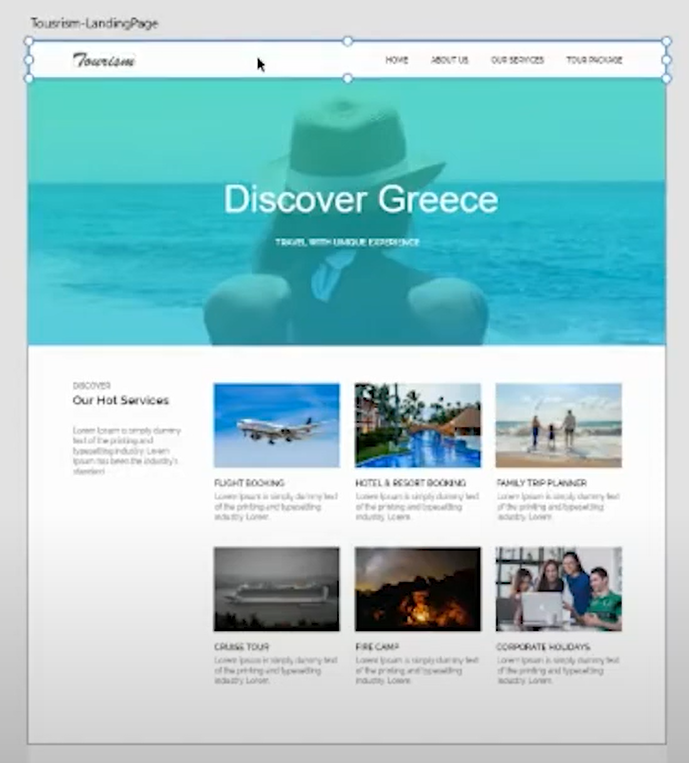 Tousrism-LandingPage
Tourism
HOME ABOUT US OUR SERVICES TOUR PACKAGE
Discover Greece
TRAVEL WITH UNIQUE EXPERIENCE
DISCOVER
Our Hot Services
Lorem Ipsum is simply dummy
text of the printing and
typesetting industry. Lorem
Ipsum has been the industry's
standard
FLIGHT BOOKING
Lorem Ipsum is simply dummy text
of the printing and typesetting
industry. Lorem.
HOTEL & RESORT BOOKING
Lorem Ipsum is simply dummy text
of the printing and typesetting
industry. Lorem.
FAMILY TRIP PLANNER
Lorem Ipsum is simply dummy text
of the printing and typesetting
industry. Lorem.
CRUISE TOUR
Lorem Ipsum is simply dummy text
of the printing and typesetting
industry. Lorem.
FIRE CAMP
Lorem Ipsum is simply dummy text
of the printing and typesetting
industry. Lorem.
CORPORATE HOLIDAYS
Lorem Ipsum is simply dummy text
of the printing and typesetting
industry. Lorem.